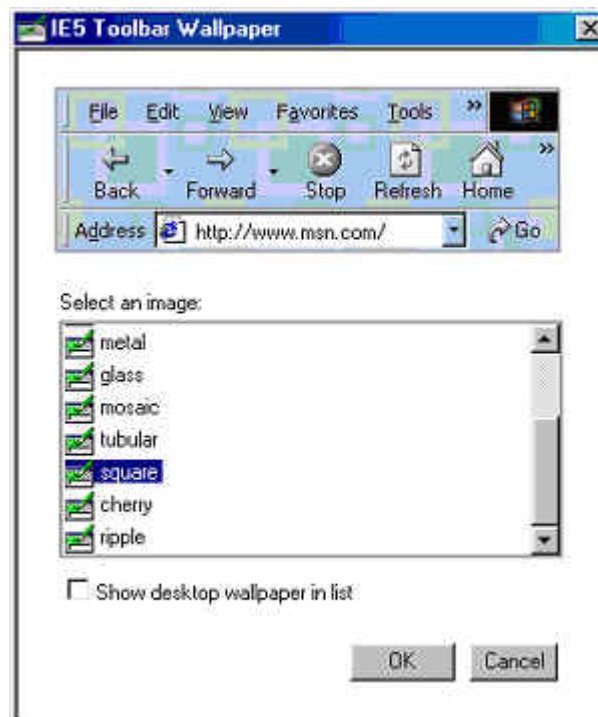 IE5 Toolbar Wallpaper
File Edit View Favorites Tools »
Back Forward Stop Refresh Home »
Address http://www.msn.com/ Go
Select an image:
metal
glass
mosaic
tubular
square
cherry
ripple
Show desktop wallpaper in list
OK Cancel